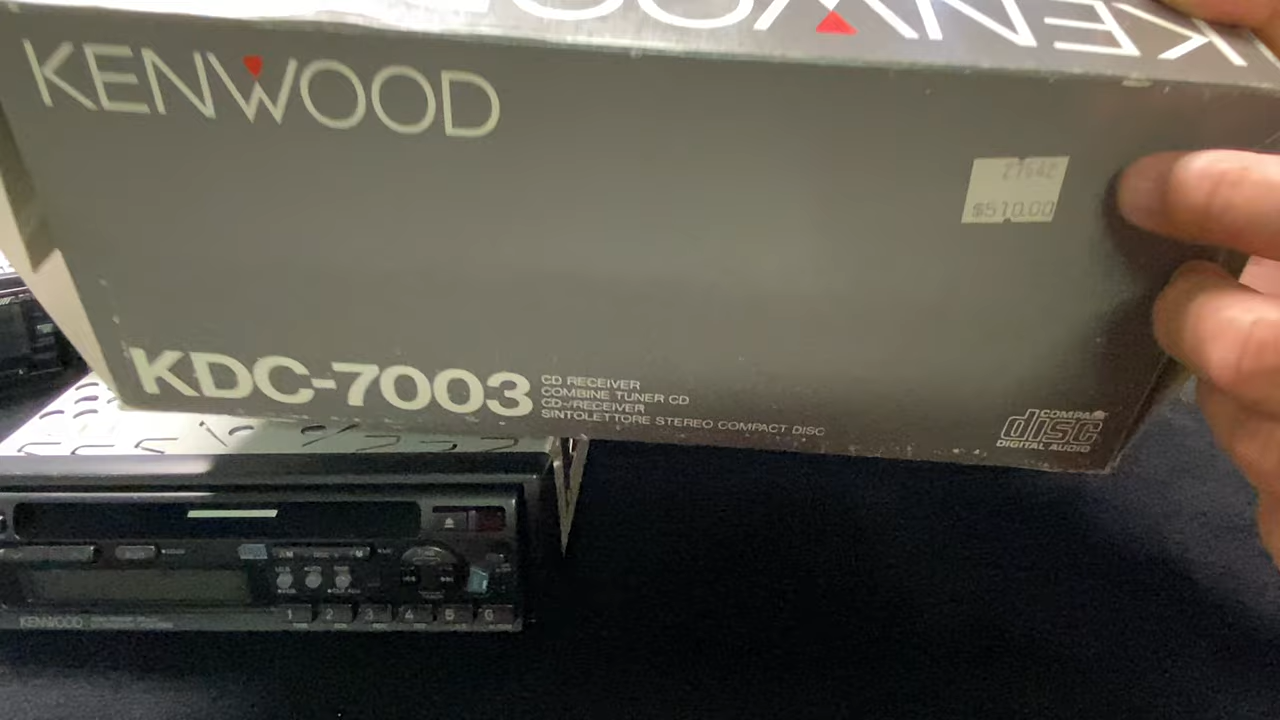 KENWOOD
KENWOOD
27642
$510.00
KDC-7003
CD RECEIVER
COMBINE TUNER CD
CD-/RECEIVER
SINTOLETTORE STEREO COMPACT DISC
COMPACT
disc
DIGITAL AUDIO
KENWOOD
1 2 3 4 5 6